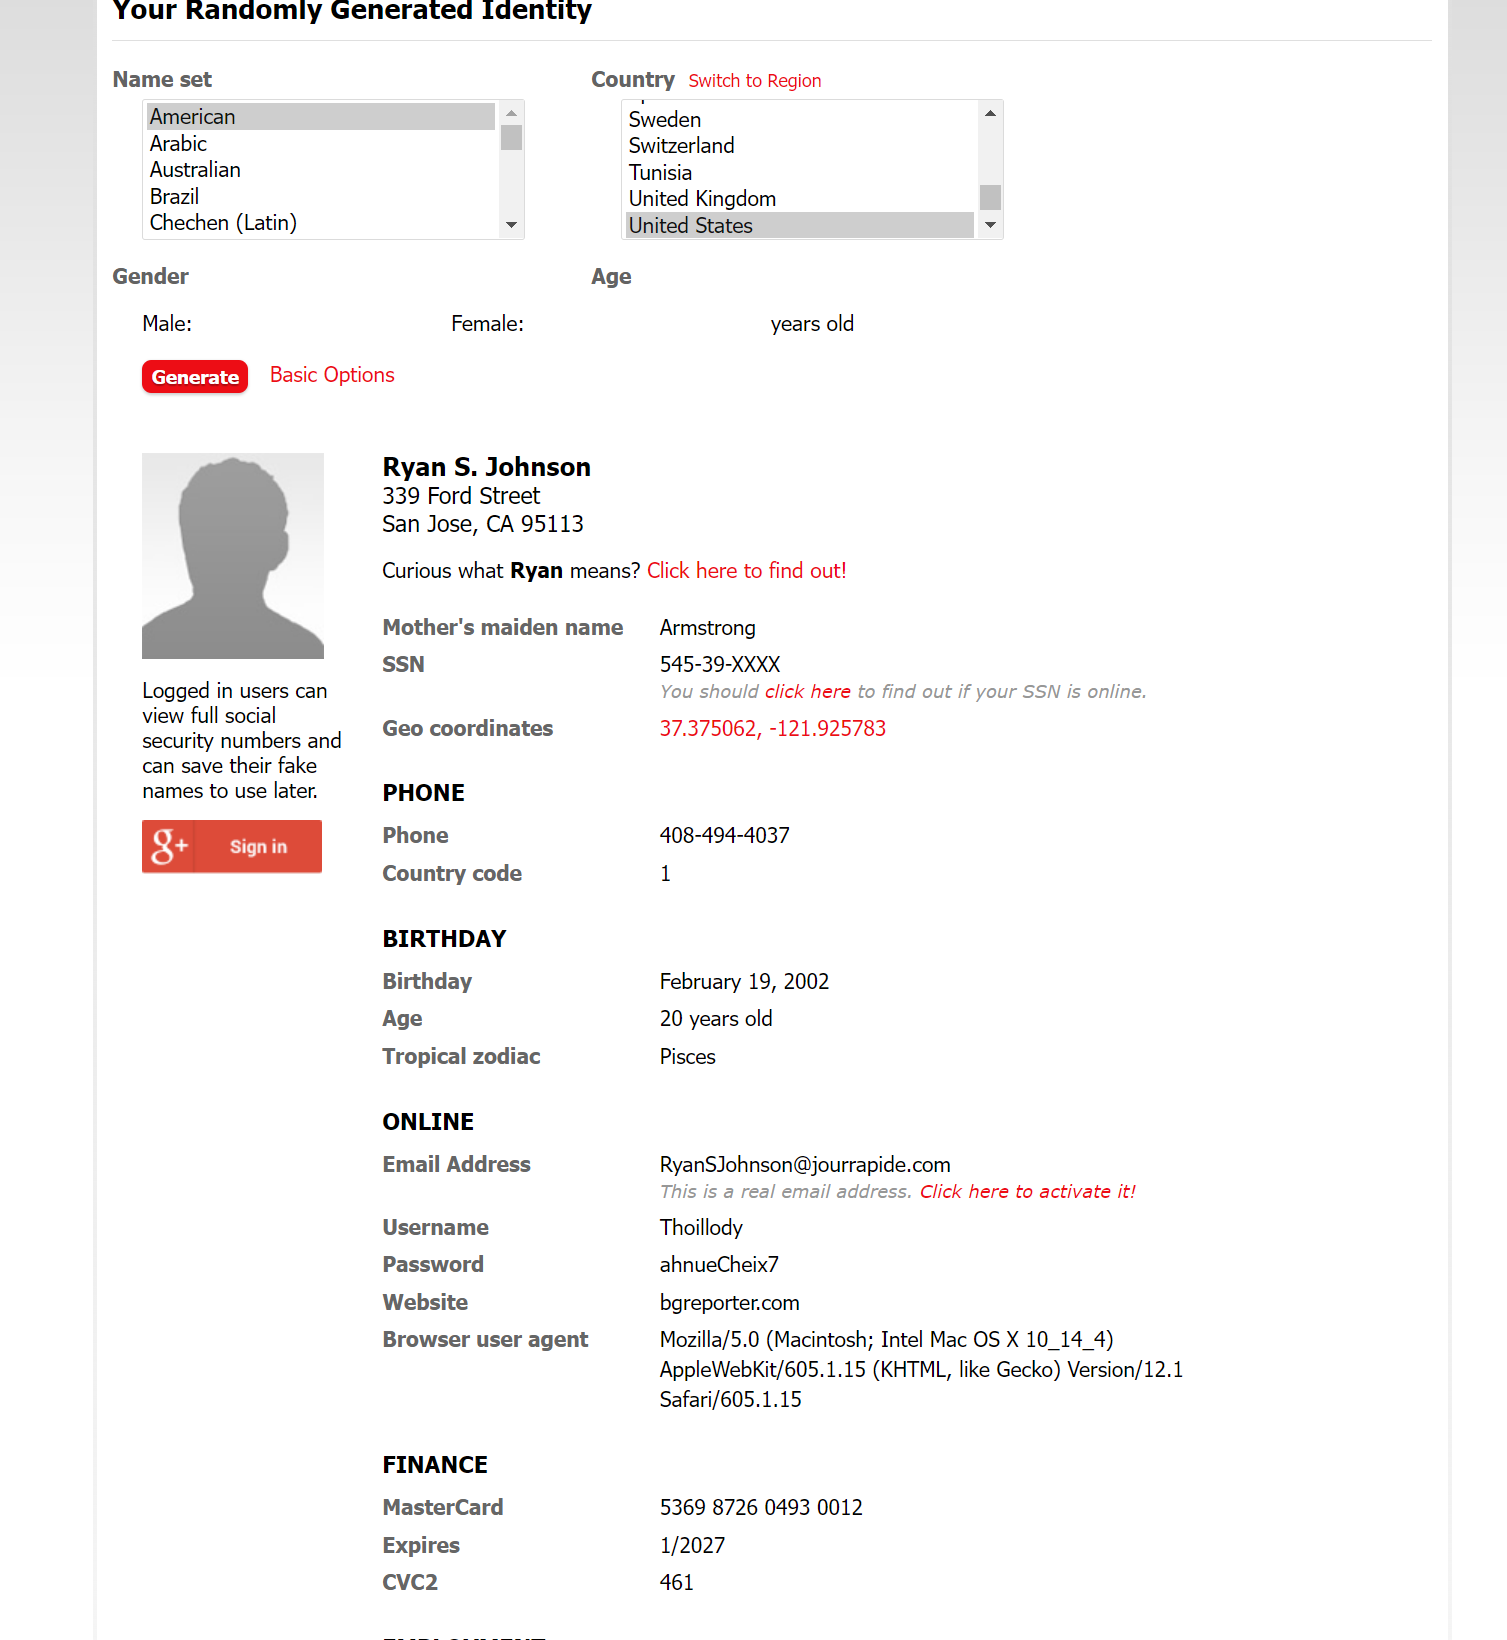 Your Randomly Generated Identity
Name set
Country Switch to Region
American
Arabic
Australian
Brazil
Chechen (Latin)
Sweden
Switzerland
Tunisia
United Kingdom
United States
Gender
Age
Male:
Female:
years old
Generate
Basic Options
Ryan S. Johnson
339 Ford Street
San Jose, CA 95113
Curious what Ryan means? Click here to find out!
Mother's maiden name Armstrong
SSN 545-39-XXXX
You should click here to find out if your SSN is online.
Geo coordinates 37.375062, -121.925783
Logged in users can
view full social
security numbers and
can save their fake
names to use later.
g+ Sign in
PHONE
Phone 408-494-4037
Country code 1
BIRTHDAY
Birthday February 19, 2002
Age 20 years old
Tropical zodiac Pisces
ONLINE
Email Address RyanSJohnson@jourrapide.com
This is a real email address. Click here to activate it!
Username Thoillody
Password ahnueCheix7
Website bgreporter.com
Browser user agent Mozilla/5.0 (Macintosh; Intel Mac OS X 10_14_4)
AppleWebKit/605.1.15 (KHTML, like Gecko) Version/12.1
Safari/605.1.15
FINANCE
MasterCard 5369 8726 0493 0012
Expires 1/2027
CVC2 461